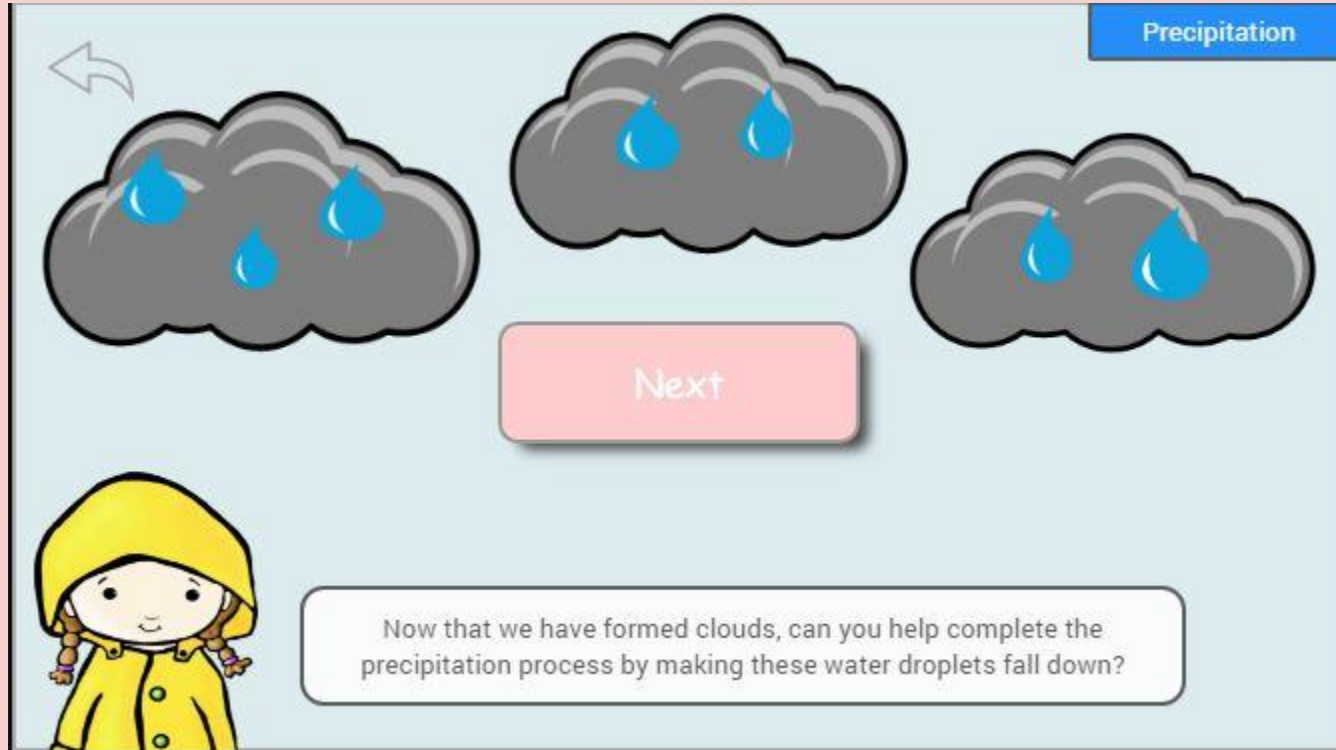 Precipitation
Next
Now that we have formed clouds, can you help complete the
precipitation process by making these water droplets fall down?